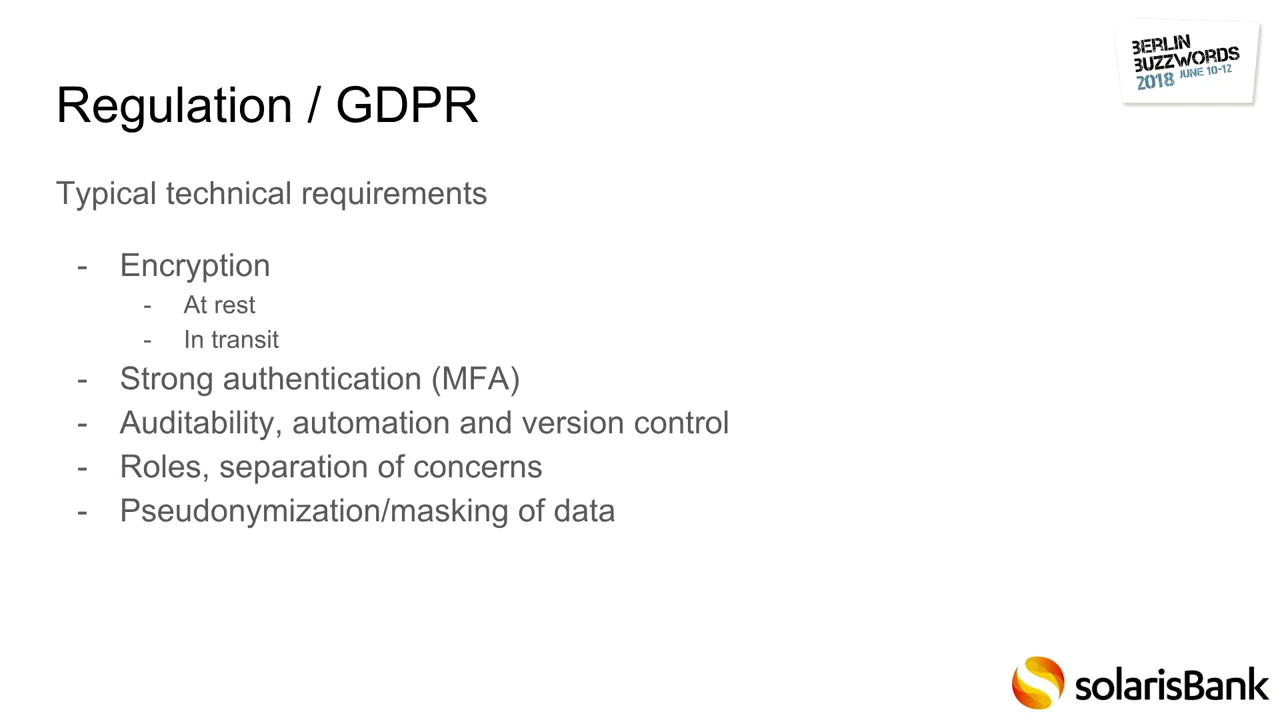 BERLIN
BUZZWORDS
2018 JUNE 10-12
Regulation / GDPR
Typical technical requirements
- Encryption
- At rest
- In transit
- Strong authentication (MFA)
- Auditability, automation and version control
- Roles, separation of concerns
- Pseudonymization/masking of data
solarisBank